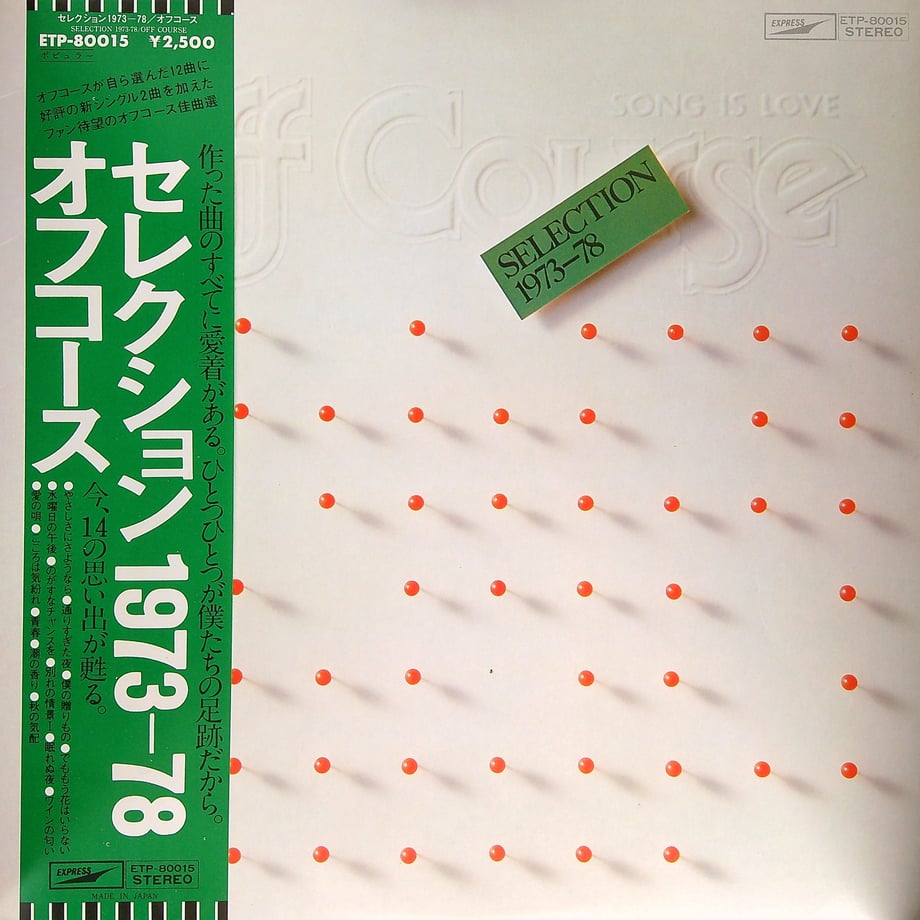 セレクション1973—78／オフコース
SELECTION 1973-78/OFF COURSE
ETP-80015 ¥2,500
ポピュラー
オフコースが自ら選んだ12曲に
好評の新シングル2曲を加えた
ファン待望のオフコース佳曲選
作った曲のすべてに愛着がある。ひとつひとつが僕たちの足跡だから。
セレクション 1973—78
今、14の思い出が甦る。
オフコース
●やさしさにさようなら●通りすぎた夜●僕の贈りもの●でももう花はいらない
●水曜日の午後●のがすなチャンスを●別れの情景I●眠れぬ夜●ワインの匂い
●愛の唄●こころは気紛れ●青春●潮の香り●秋の気配
EXPRESS
ETP-80015
STEREO
MADE IN JAPAN
EXPRESS
ETP-80015
STEREO
SONG IS LOVE
Off Course
SELECTION
1973—78